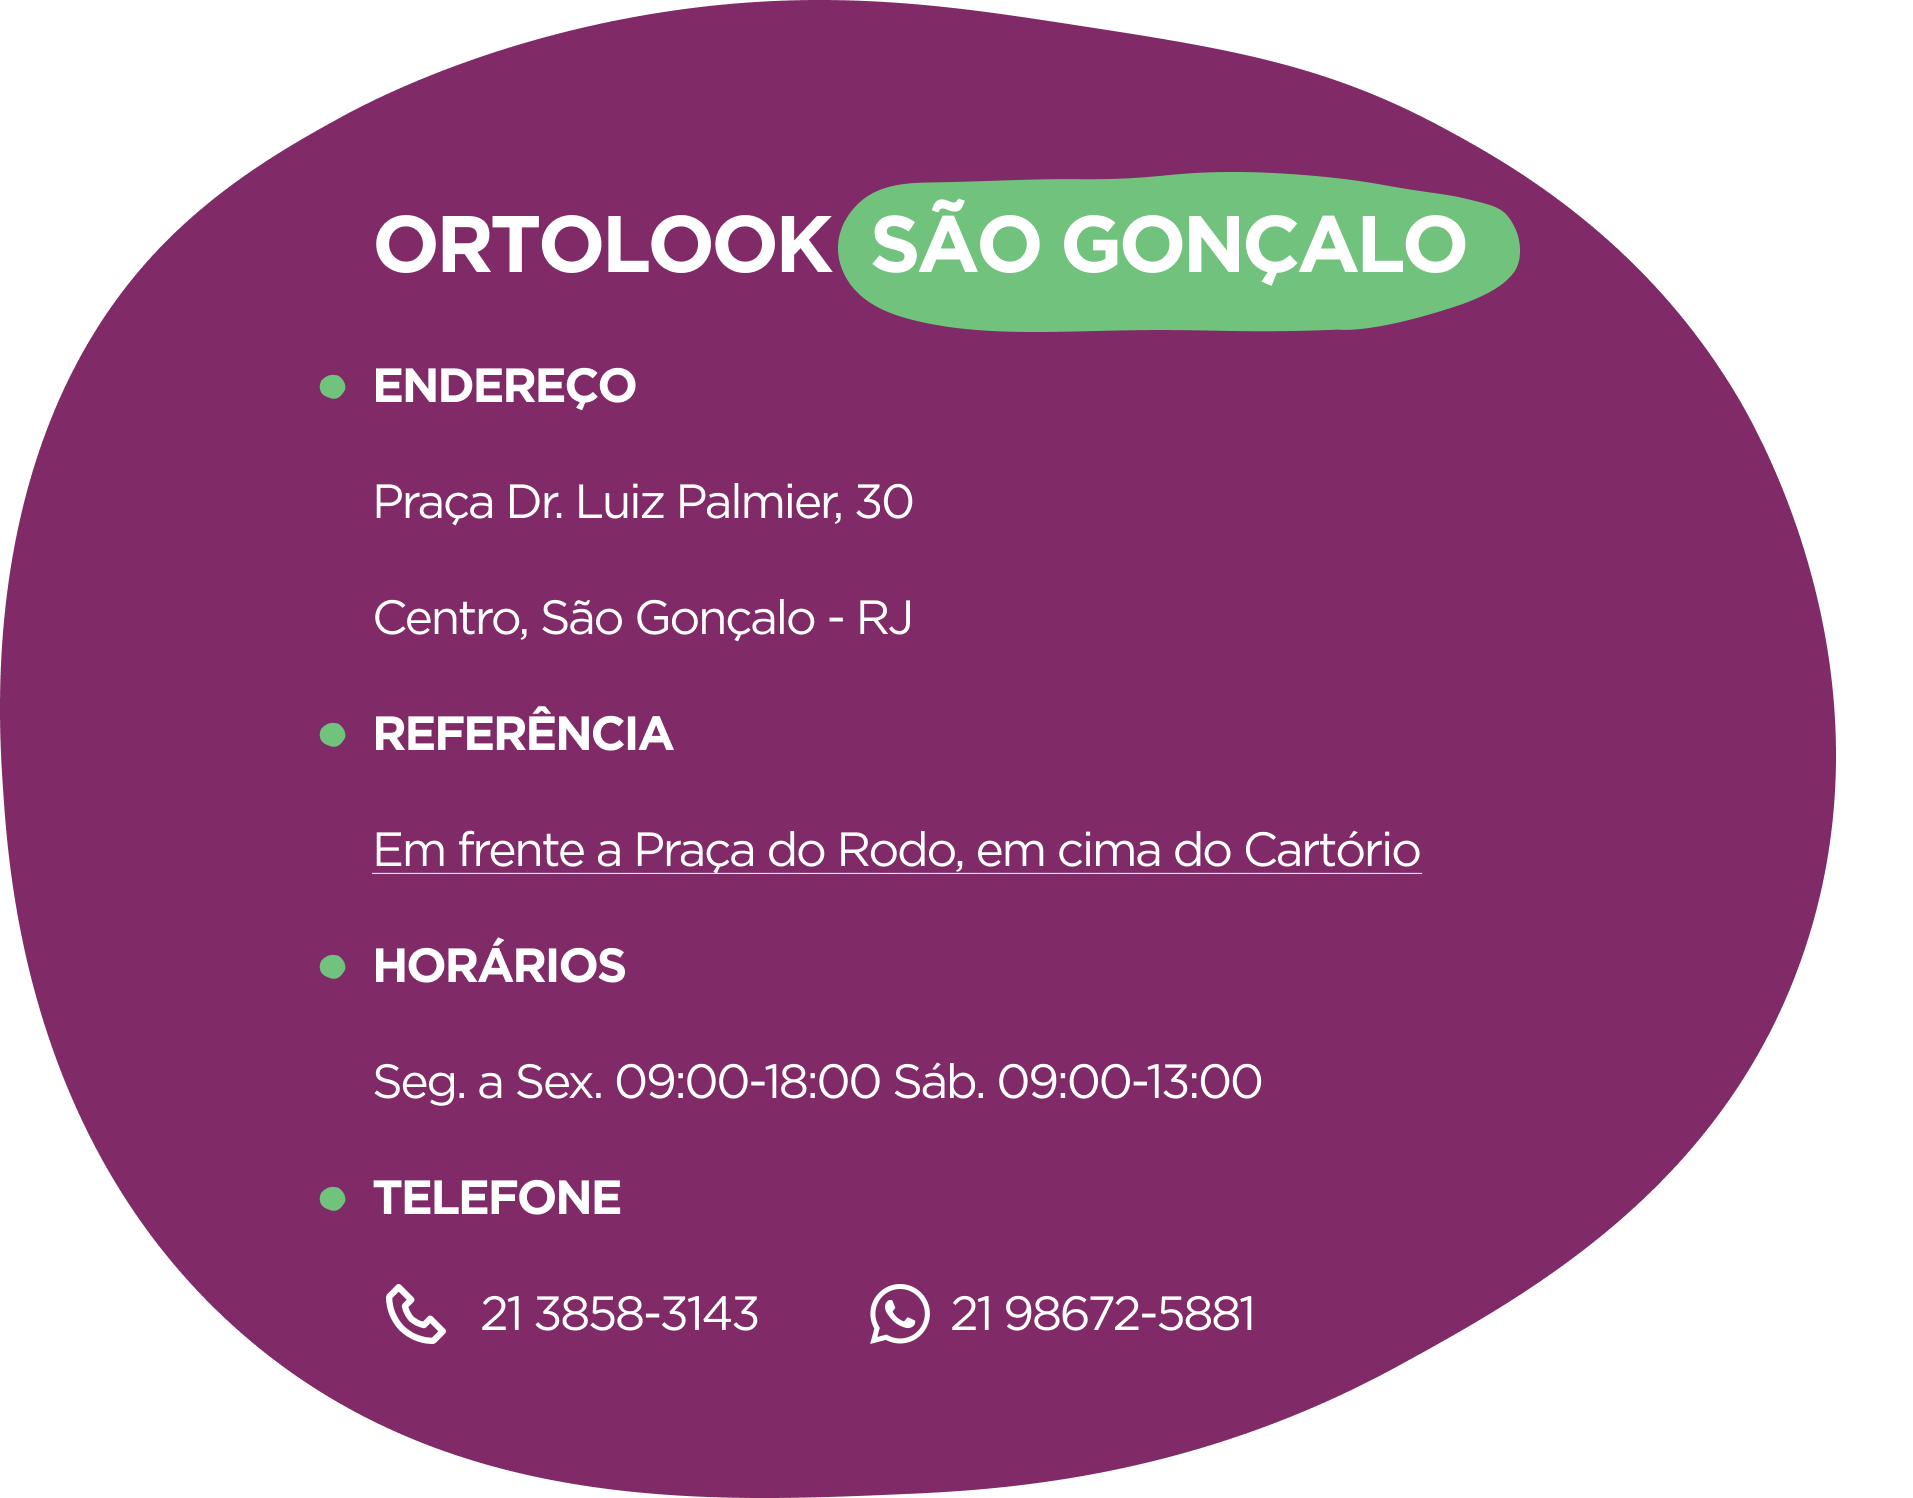 ORTOLOOK SÃO GONÇALO
ENDEREÇO
Praça Dr. Luiz Palmier, 30
Centro, São Gonçalo - RJ
REFERÊNCIA
Em frente a Praça do Rodo, em cima do Cartório
HORÁRIOS
Seg. a Sex. 09:00-18:00 Sáb. 09:00-13:00
TELEFONE
21 3858-3143 21 98672-5881